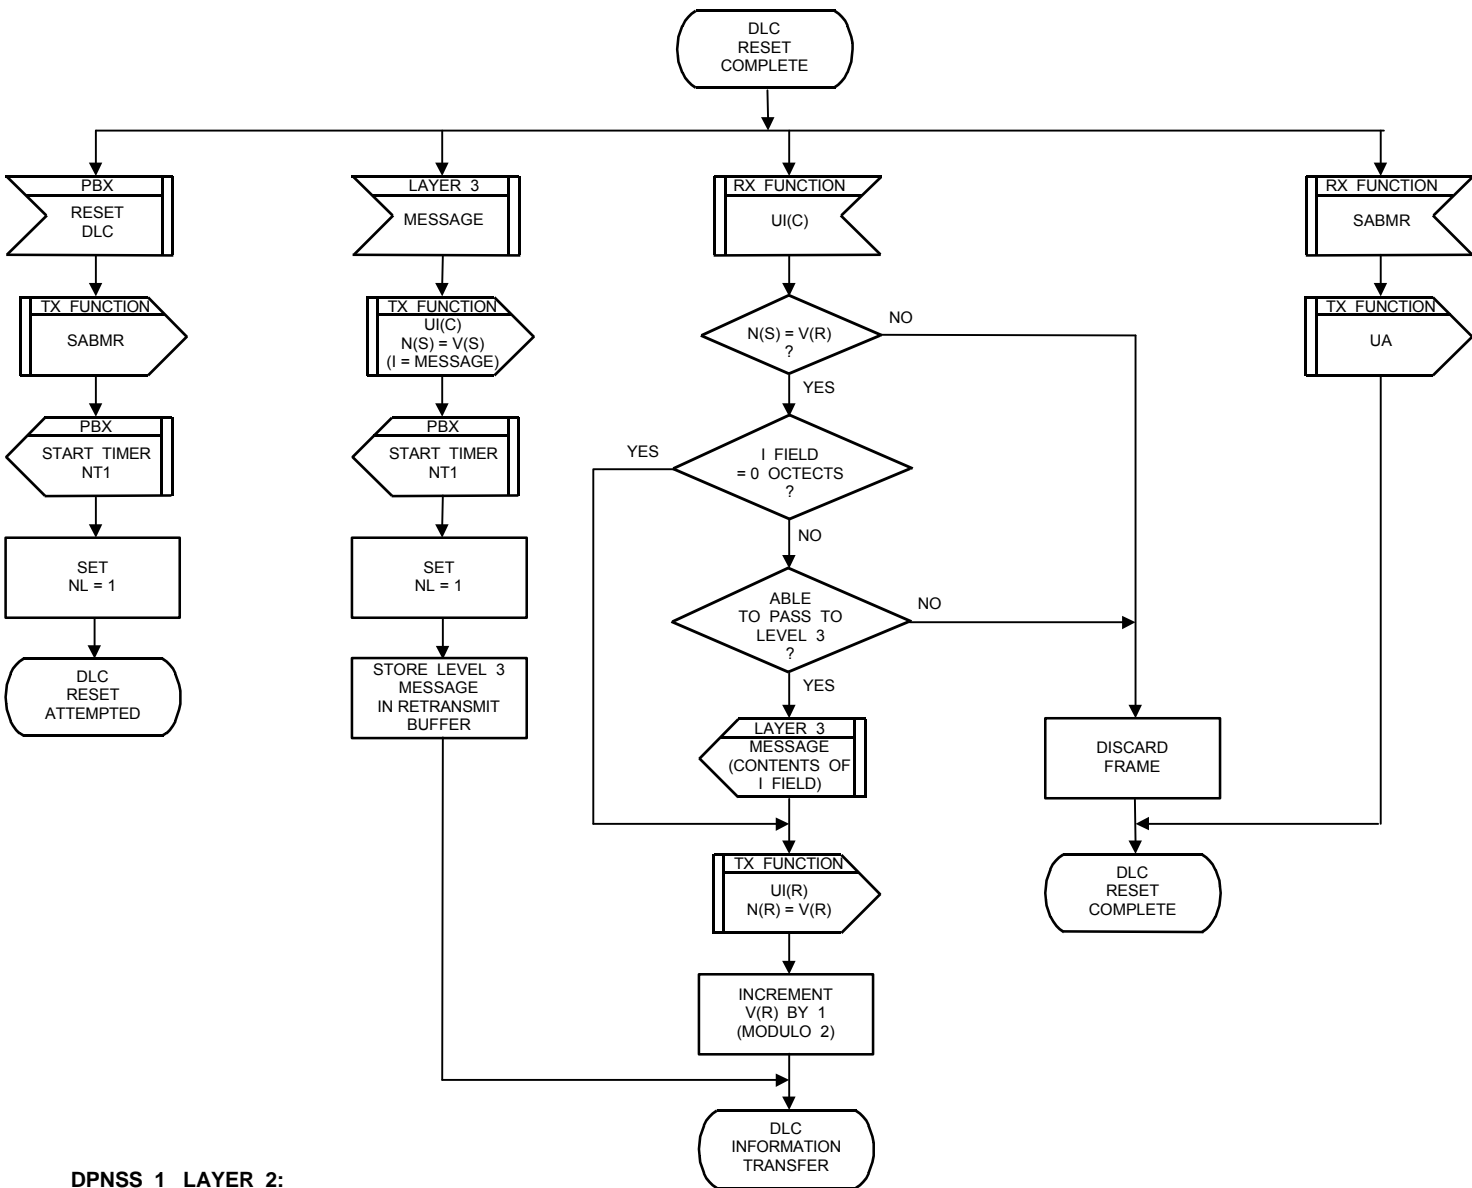 DLC
RESET
COMPLETE
PBX
RESET
DLC
TX FUNCTION
SABMR
PBX
START TIMER
NT1
SET
NL = 1
DLC
RESET
ATTEMPTED
LAYER 3
MESSAGE
TX FUNCTION
UI(C)
N(S) = V(S)
(I = MESSAGE)
PBX
START TIMER
NT1
SET
NL = 1
STORE LEVEL 3
MESSAGE
IN RETRANSMIT
BUFFER
RX FUNCTION
UI(C)
N(S) = V(R)
?
NO
YES
I FIELD
= 0 OCTECTS
?
YES
NO
ABLE
TO PASS TO
LEVEL 3
?
NO
YES
LAYER 3
MESSAGE
(CONTENTS OF
I FIELD)
TX FUNCTION
UI(R)
N(R) = V(R)
INCREMENT
V(R) BY 1
(MODULO 2)
DLC
INFORMATION
TRANSFER
DISCARD
FRAME
DLC
RESET
COMPLETE
RX FUNCTION
SABMR
TX FUNCTION
UA
DPNSS 1 LAYER 2: